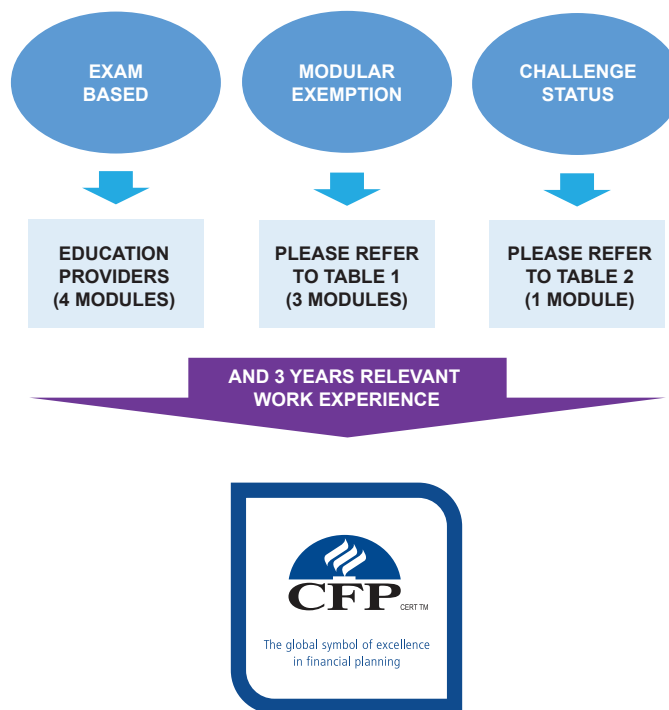 EXAM
BASED
MODULAR
EXEMPTION
CHALLENGE
STATUS
EDUCATION
PROVIDERS
(4 MODULES)
PLEASE REFER
TO TABLE 1
(3 MODULES)
PLEASE REFER
TO TABLE 2
(1 MODULE)
AND 3 YEARS RELEVANT
WORK EXPERIENCE
CFP
CERT TM
The global symbol of excellence
in financial planning